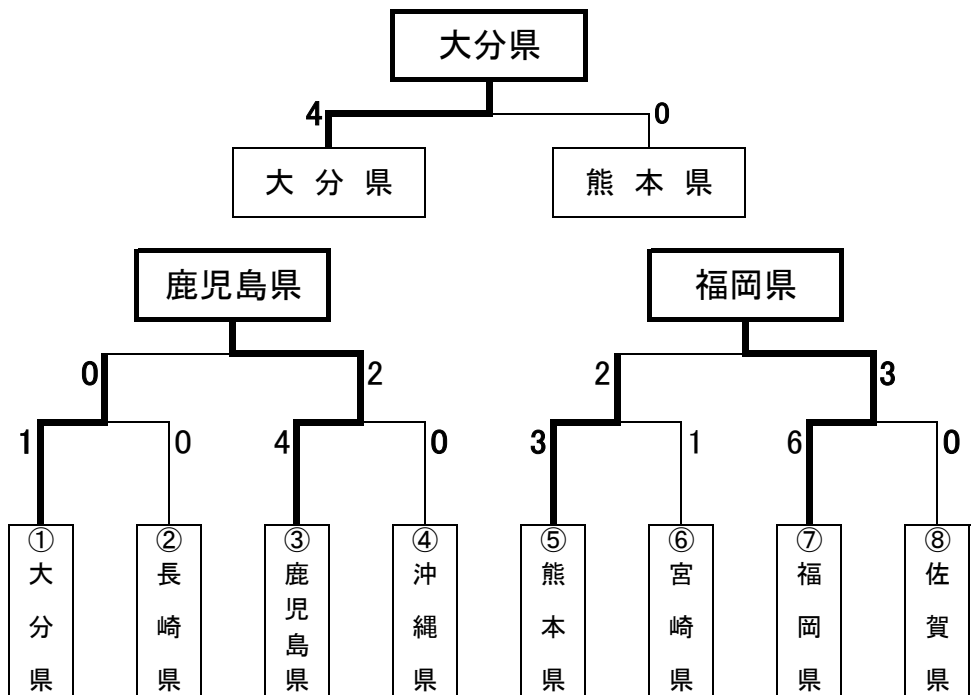 大分県
4 0
大分県 熊本県
鹿児島県 福岡県
0 2 2 3
1 0 4 0 3 1 6 0
① ② ③ ④ ⑤ ⑥ ⑦ ⑧
大分県
長崎県
鹿児島県
沖縄県
熊本県
宮崎県
福岡県
佐賀県